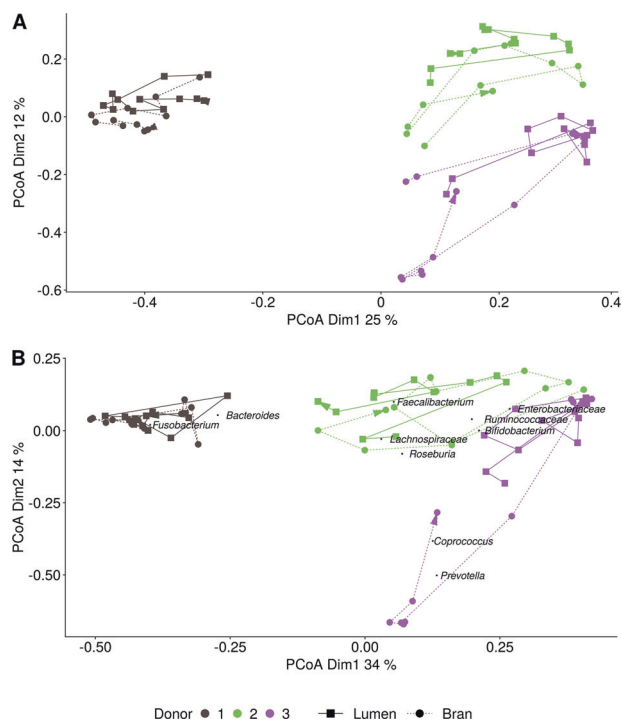 A
0.2
0.0
-0.2
-0.4
-0.6
PCoA Dim2 12 %
-0.4
-0.2
0
0.2
0.4
PCoA Dim1 25 %
B
0.25
0.00
-0.25
-0.50
PCoA Dim2 14 %
Bacteroides
Fusobacterium
Faecalibacterium
Enterobacteriaceae
Ruminococcaceae
Bifidobacterium
Lachnospiraceae
Roseburia
Coprococcus
Prevotella
-0.50
-0.25
0.00
0.25
PCoA Dim1 34 %
Donor 1 2 3 Lumen Bran